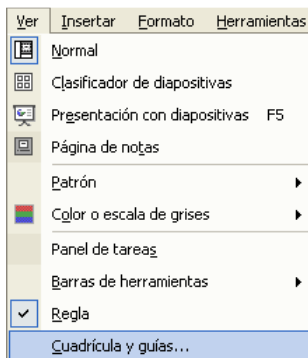 Ver Insertar Formato Herramientas
Normal
Clasificador de diapositivas
Presentación con diapositivas F5
Página de notas
Patrón
Color o escala de grises
Panel de tareas
Barras de herramientas
Regla
Cuadrícula y guías...